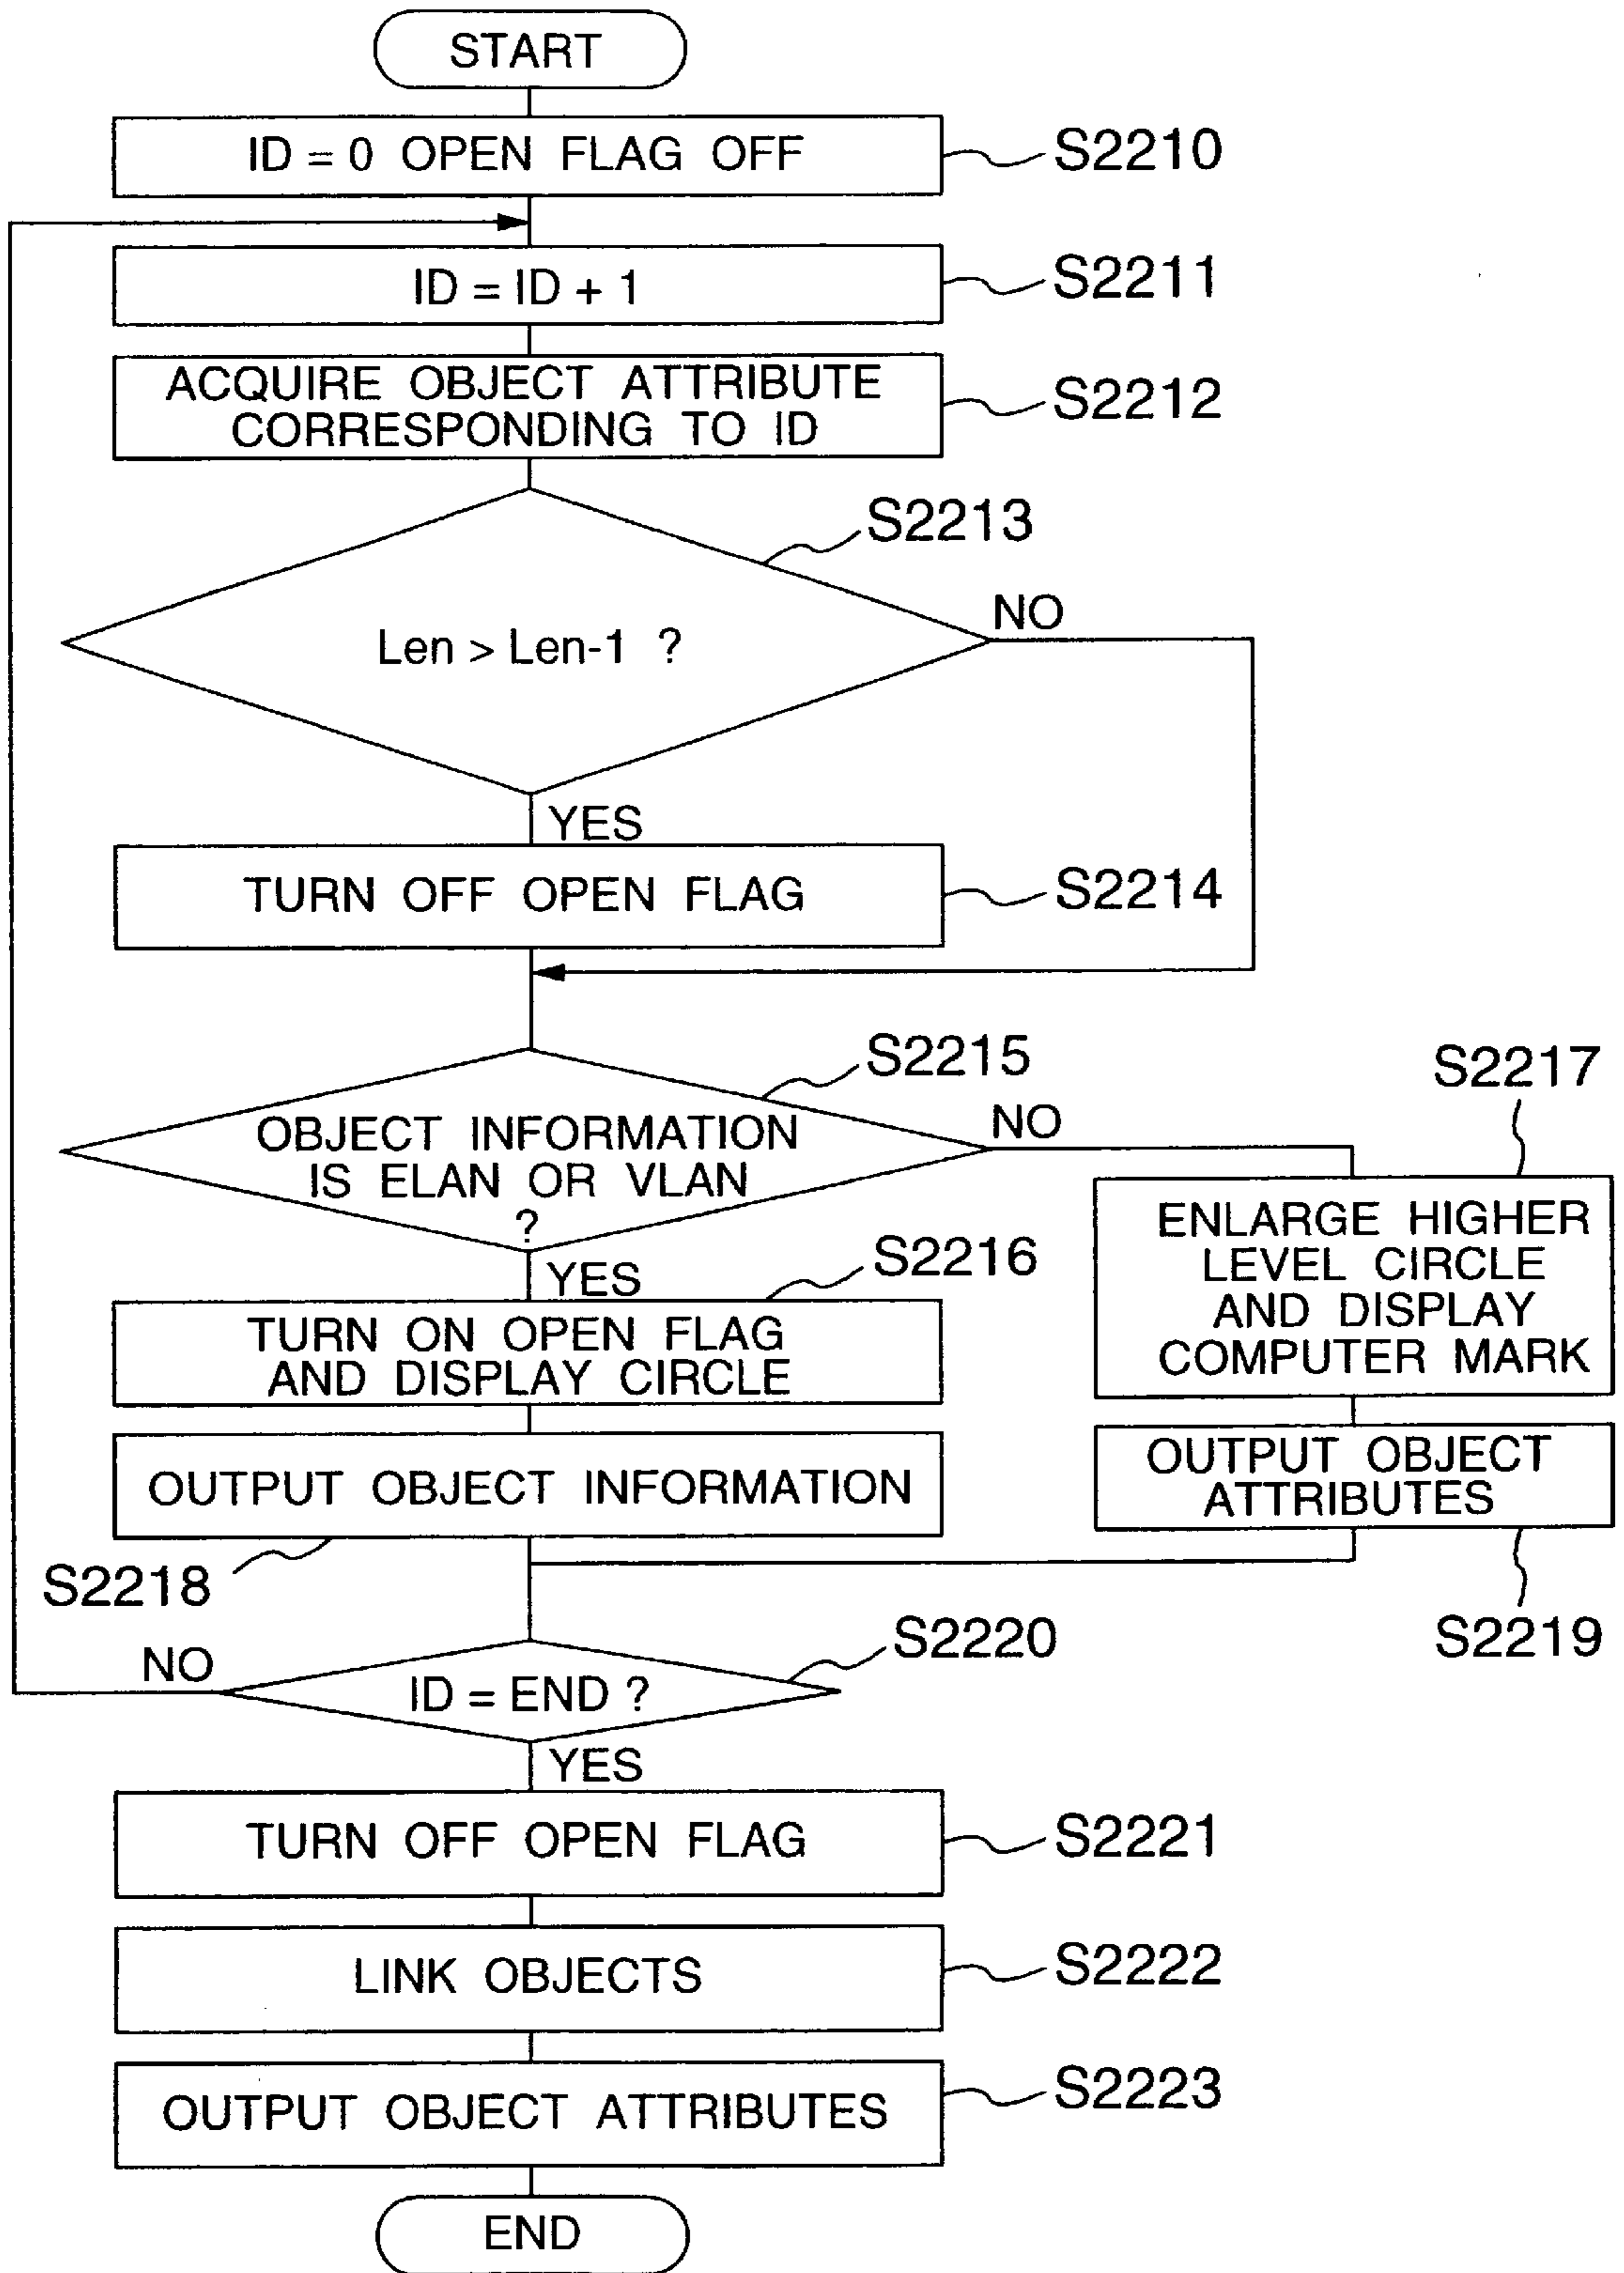 START
ID = 0 OPEN FLAG OFF
S2210
ID = ID + 1
S2211
ACQUIRE OBJECT ATTRIBUTE
CORRESPONDING TO ID
S2212
S2213
Len > Len-1 ?
NO
YES
TURN OFF OPEN FLAG
S2214
S2215
OBJECT INFORMATION
IS ELAN OR VLAN
?
NO
YES
S2217
ENLARGE HIGHER
LEVEL CIRCLE
AND DISPLAY
COMPUTER MARK
S2216
TURN ON OPEN FLAG
AND DISPLAY CIRCLE
OUTPUT OBJECT INFORMATION
S2218
OUTPUT OBJECT
ATTRIBUTES
S2219
S2220
NO
ID = END ?
YES
TURN OFF OPEN FLAG
S2221
LINK OBJECTS
S2222
OUTPUT OBJECT ATTRIBUTES
S2223
END